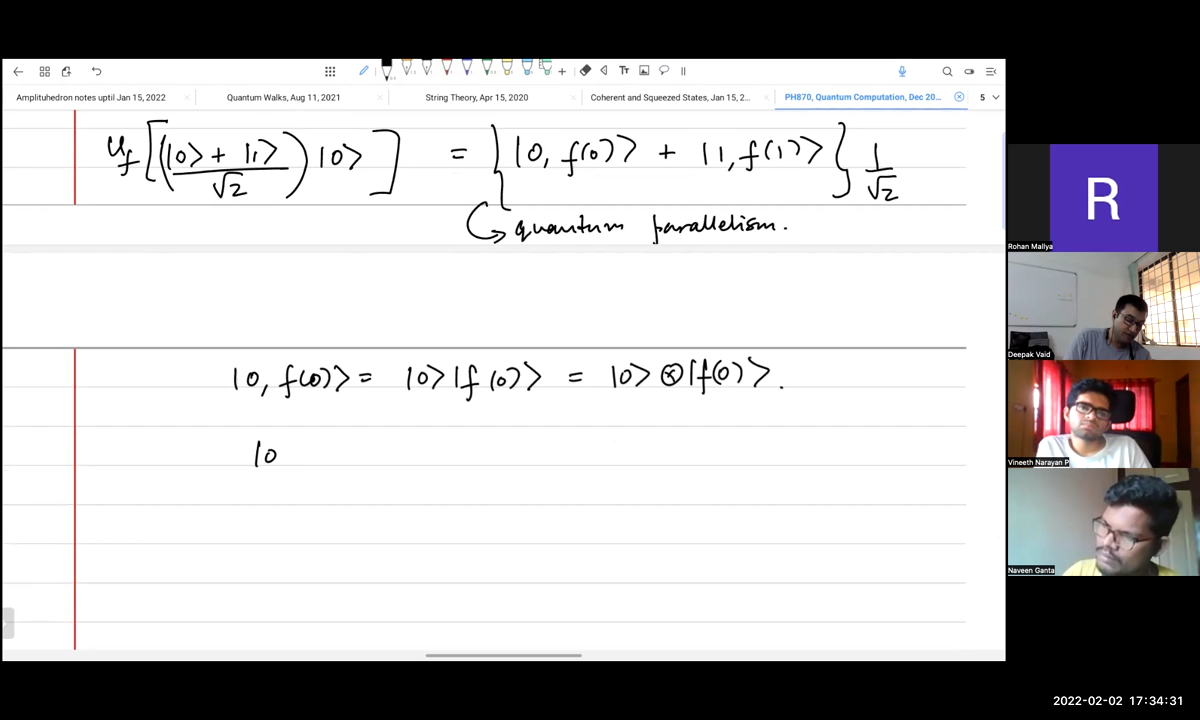 Amplituhedron notes uptil Jan 15, 2022
Quantum Walks, Aug 11, 2021
String Theory, Apr 15, 2020
Coherent and Squeezed States, Jan 15, 2...
PH870, Quantum Computation, Dec 20...
5
U_f [ ( (|0> + |1>) / √2 ) |0> ] = { |0, f(0)> + |1, f(1)> } 1/√2
↳ quantum parallelism.
|0, f(0)> = |0>|f(0)> = |0> ⊗ |f(0)>.
|0
R
Rohan Mallya
Deepak Vaid
Vineeth Narayan P
Naveen Ganta
2022-02-02 17:34:31